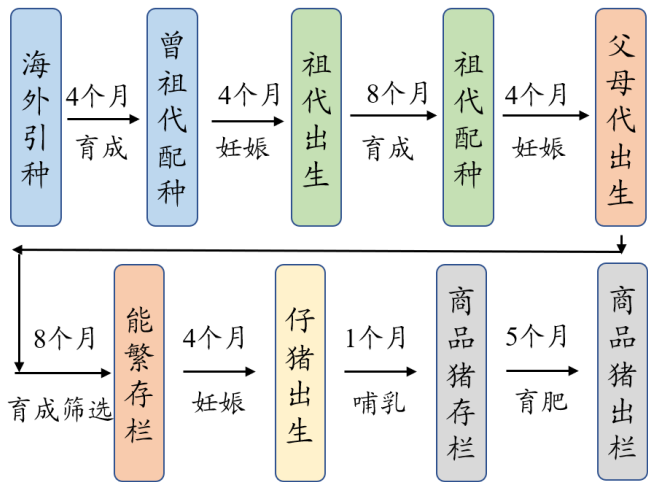 海外引种
4个月
育成
曾祖代配种
4个月
妊娠
祖代出生
8个月
育成
祖代配种
4个月
妊娠
父母代出生
8个月
育成筛选
能繁存栏
4个月
妊娠
仔猪出生
1个月
哺乳
商品猪存栏
5个月
育肥
商品猪出栏